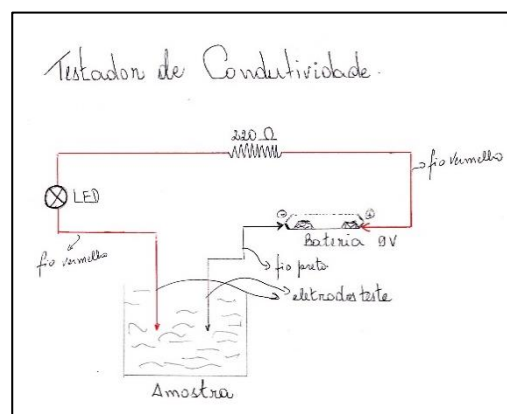 Testador de Condutividade.
220 Ω
fio vermelho
LED
⊖ ⊕
Bateria 9V
fio vermelho
fio preto
eletrodos teste
Amostra